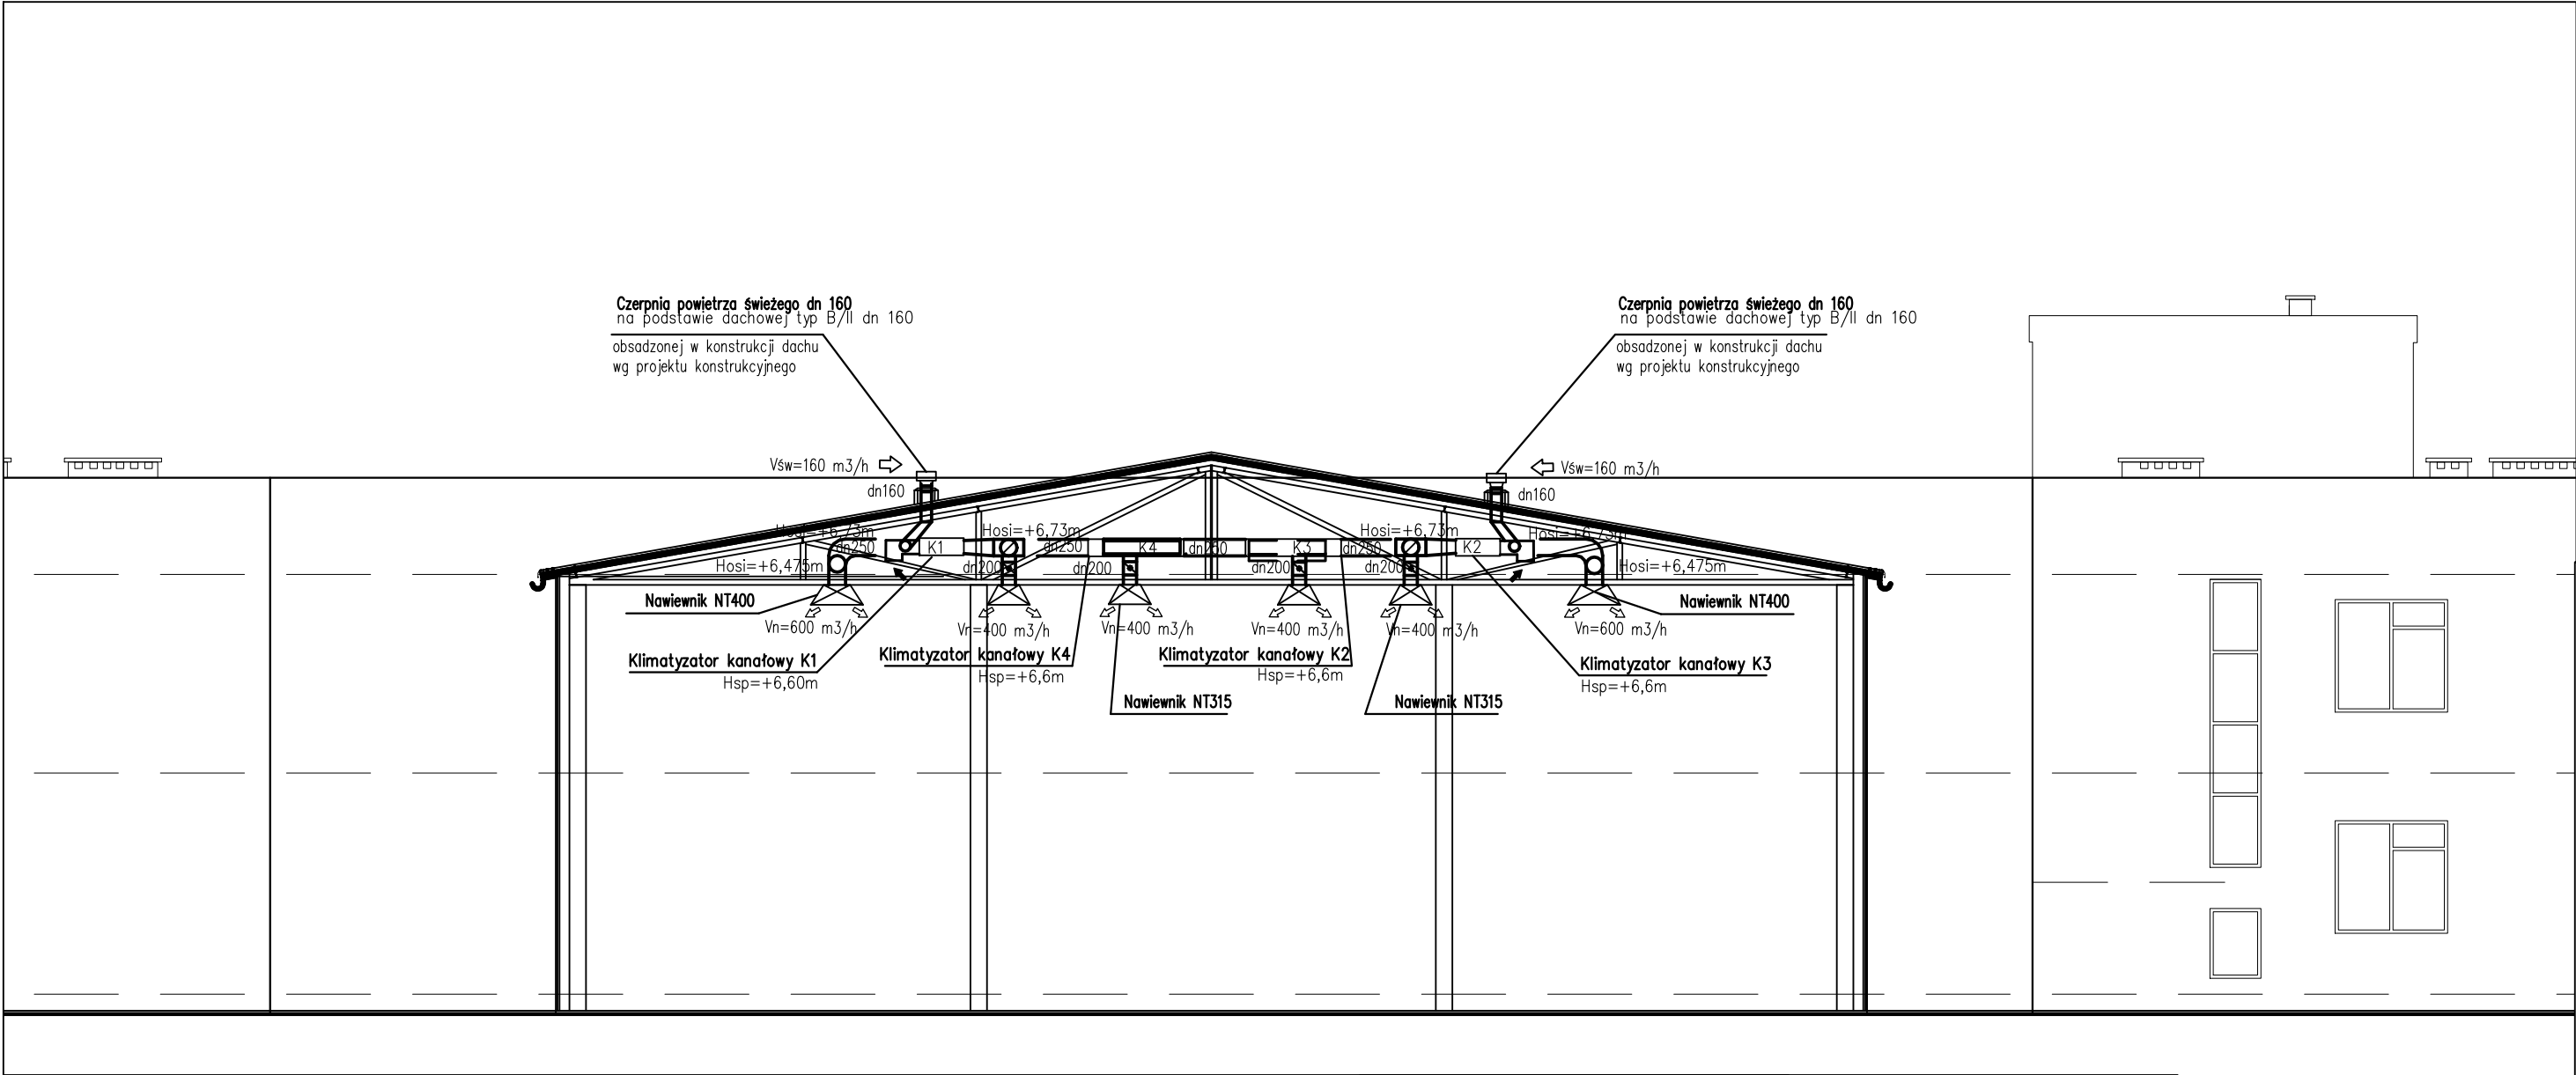 Czerpnia powietrza świeżego dn 160
na podstawie dachowej typ B/II dn 160
obsadzonej w konstrukcji dachu
wg projektu konstrukcyjnego
Czerpnia powietrza świeżego dn 160
na podstawie dachowej typ B/II dn 160
obsadzonej w konstrukcji dachu
wg projektu konstrukcyjnego
Vśw=160 m3/h
Vśw=160 m3/h
dn160
dn160
Hosi=+6,73m
Hosi=+6,73m
Hosi=+6,73m
Hosi=+6,73m
dn250
K1
dn250
K4
dn250
K3
dn250
K2
Hosi=+6,475m
dn200
dn200
dn200
dn200
Hosi=+6,475m
Nawiewnik NT400
Nawiewnik NT400
Vn=600 m3/h
Vn=400 m3/h
Vn=400 m3/h
Vn=400 m3/h
Vn=400 m3/h
Vn=600 m3/h
Klimatyzator kanałowy K1
Hsp=+6,60m
Klimatyzator kanałowy K4
Hsp=+6,6m
Klimatyzator kanałowy K2
Hsp=+6,6m
Klimatyzator kanałowy K3
Hsp=+6,6m
Nawiewnik NT315
Nawiewnik NT315